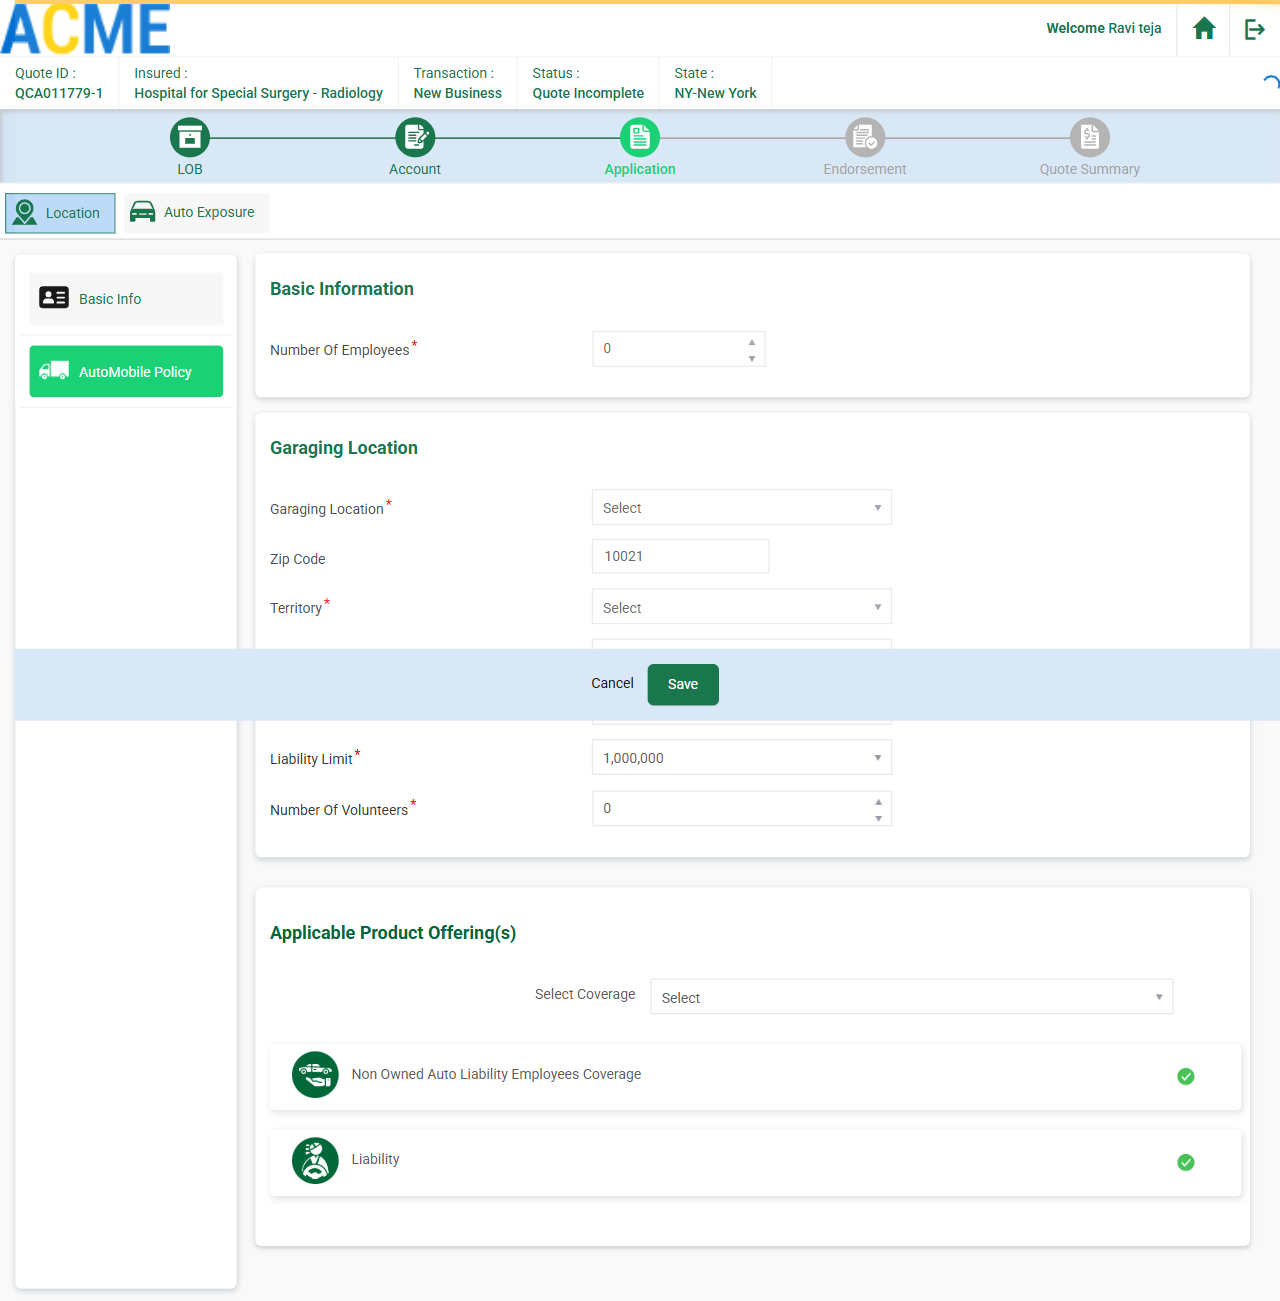 ACME
Welcome Ravi teja
Quote ID :
QCA011779-1
Insured :
Hospital for Special Surgery - Radiology
Transaction :
New Business
Status :
Quote Incomplete
State :
NY-New York
LOB
Account
Application
Endorsement
Quote Summary
Location
Auto Exposure
Basic Info
AutoMobile Policy
Basic Information
Number Of Employees*
0
Garaging Location
Garaging Location*
Select
Zip Code
10021
Territory*
Select
Cancel
Save
Liability Limit*
1,000,000
Number Of Volunteers*
0
Applicable Product Offering(s)
Select Coverage
Select
Non Owned Auto Liability Employees Coverage
Liability